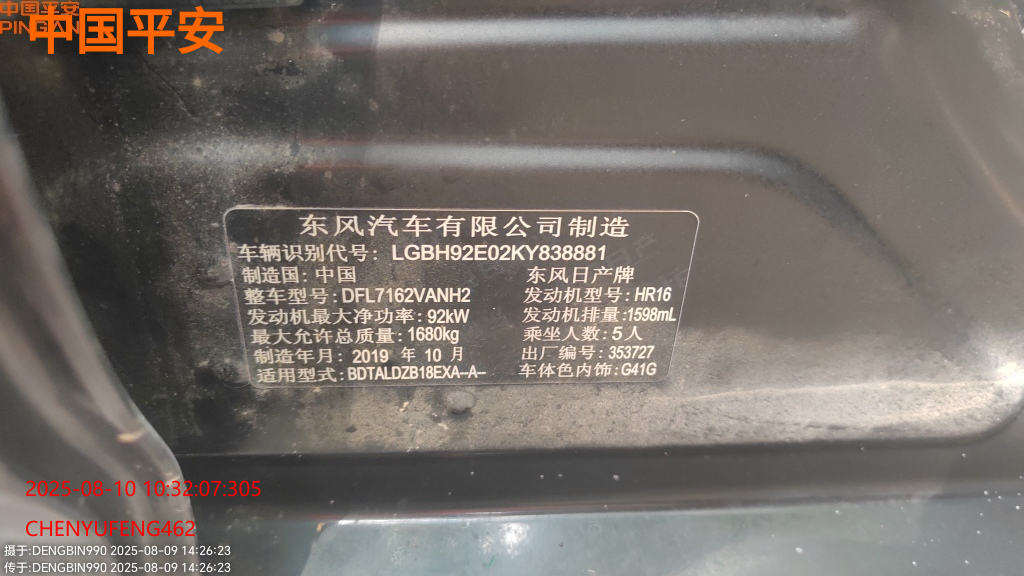 中国平安
PINGAN
中国平安
东风汽车有限公司制造
车辆识别代号: LGBH92E02KY838881
制造国: 中国 东风日产牌
整车型号: DFL7162VANH2 发动机型号: HR16
发动机最大净功率: 92kW 发动机排量: 1598mL
最大允许总质量: 1680kg 乘坐人数: 5人
制造年月: 2019 年 10 月 出厂编号: 353727
适用型式: BDTALDZB18EXA--A-- 车体色内饰: G41G
2025-08-10 10:32:07:305
CHENYUFENG462
摄于:DENGBIN990 2025-08-09 14:26:23
传于:DENGBIN990 2025-08-09 14:26:23